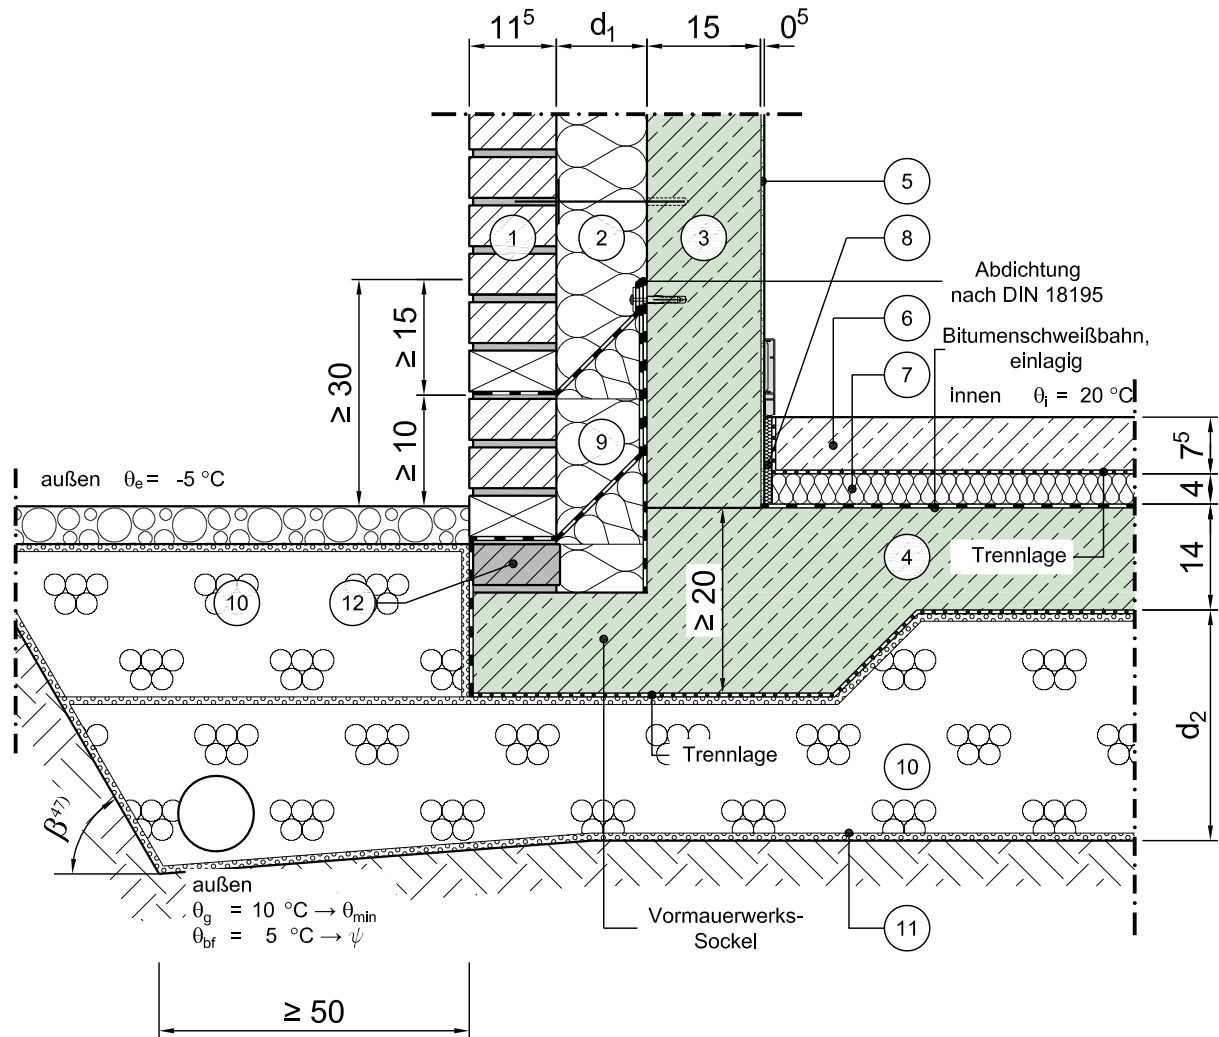 11⁵ d₁ 15 0⁵
5
1 2 3 8
Abdichtung
nach DIN 18195
6
Bitumenschweißbahn,
einlagig
≥ 15
≥ 30
7
innen θi = 20 °C
≥ 10
9
7⁵
außen θe = -5 °C
4
4
Trennlage
14
10 12
≥ 20
d₂
Trennlage
10
β⁴⁷⁾
außen
θg = 10 °C → θmin
θbf = 5 °C → ψ
Vormauerwerks-
Sockel
11
≥ 50